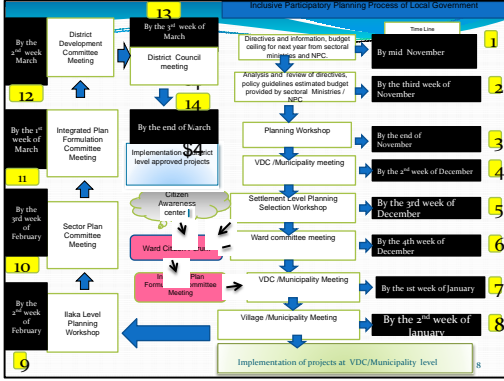 Inclusive Participatory Planning Process of Local Government
Time Line
Directives and information, budget
ceiling for next year from sectoral
ministries and NPC.
By mid November
1
Analysis and review of directives,
policy guidelines estimated budget
provided by sectoral Ministries /
NPC
By the third week of
November
2
Planning Workshop
By the end of
November
3
VDC /Municipality meeting
By the 2nd week of December
4
Settlement Level Planning
Selection Workshop
By the 3rd week of
December
5
Ward committee meeting
By the 4th week of
December
6
VDC /Municipality Meeting
By the 1st week of January
7
Village /Municipality Meeting
By the 2nd week of
January
8
Implementation of projects at VDC/Municipality level
8
Citizen
Awareness
center
Ward
Plan
Committee
Meeting
9
By the
2nd
week of
February
Ilaka Level
Planning
Workshop
10
By the
3rd
week of
February
Sector Plan
Committee
Meeting
11
By the 1st
week of
March
Integrated Plan
Formulation
Committee
Meeting
12
By the
2nd week
March
District
Development
Committee
Meeting
13
By the 3rd week of
March
District Council
meeting
14
By the end of March
$4
Implementation
level approved projects